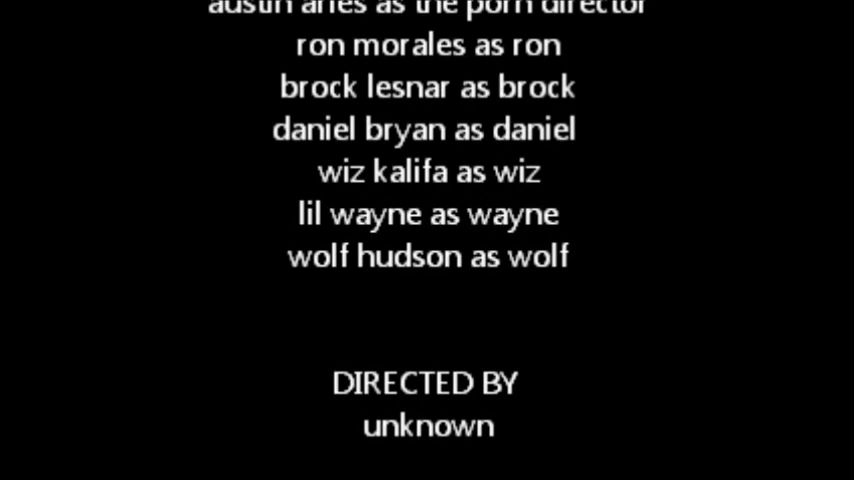 austin aries as the porn director
ron morales as ron
brock lesnar as brock
daniel bryan as daniel
wiz kalifa as wiz
lil wayne as wayne
wolf hudson as wolf
DIRECTED BY
unknown